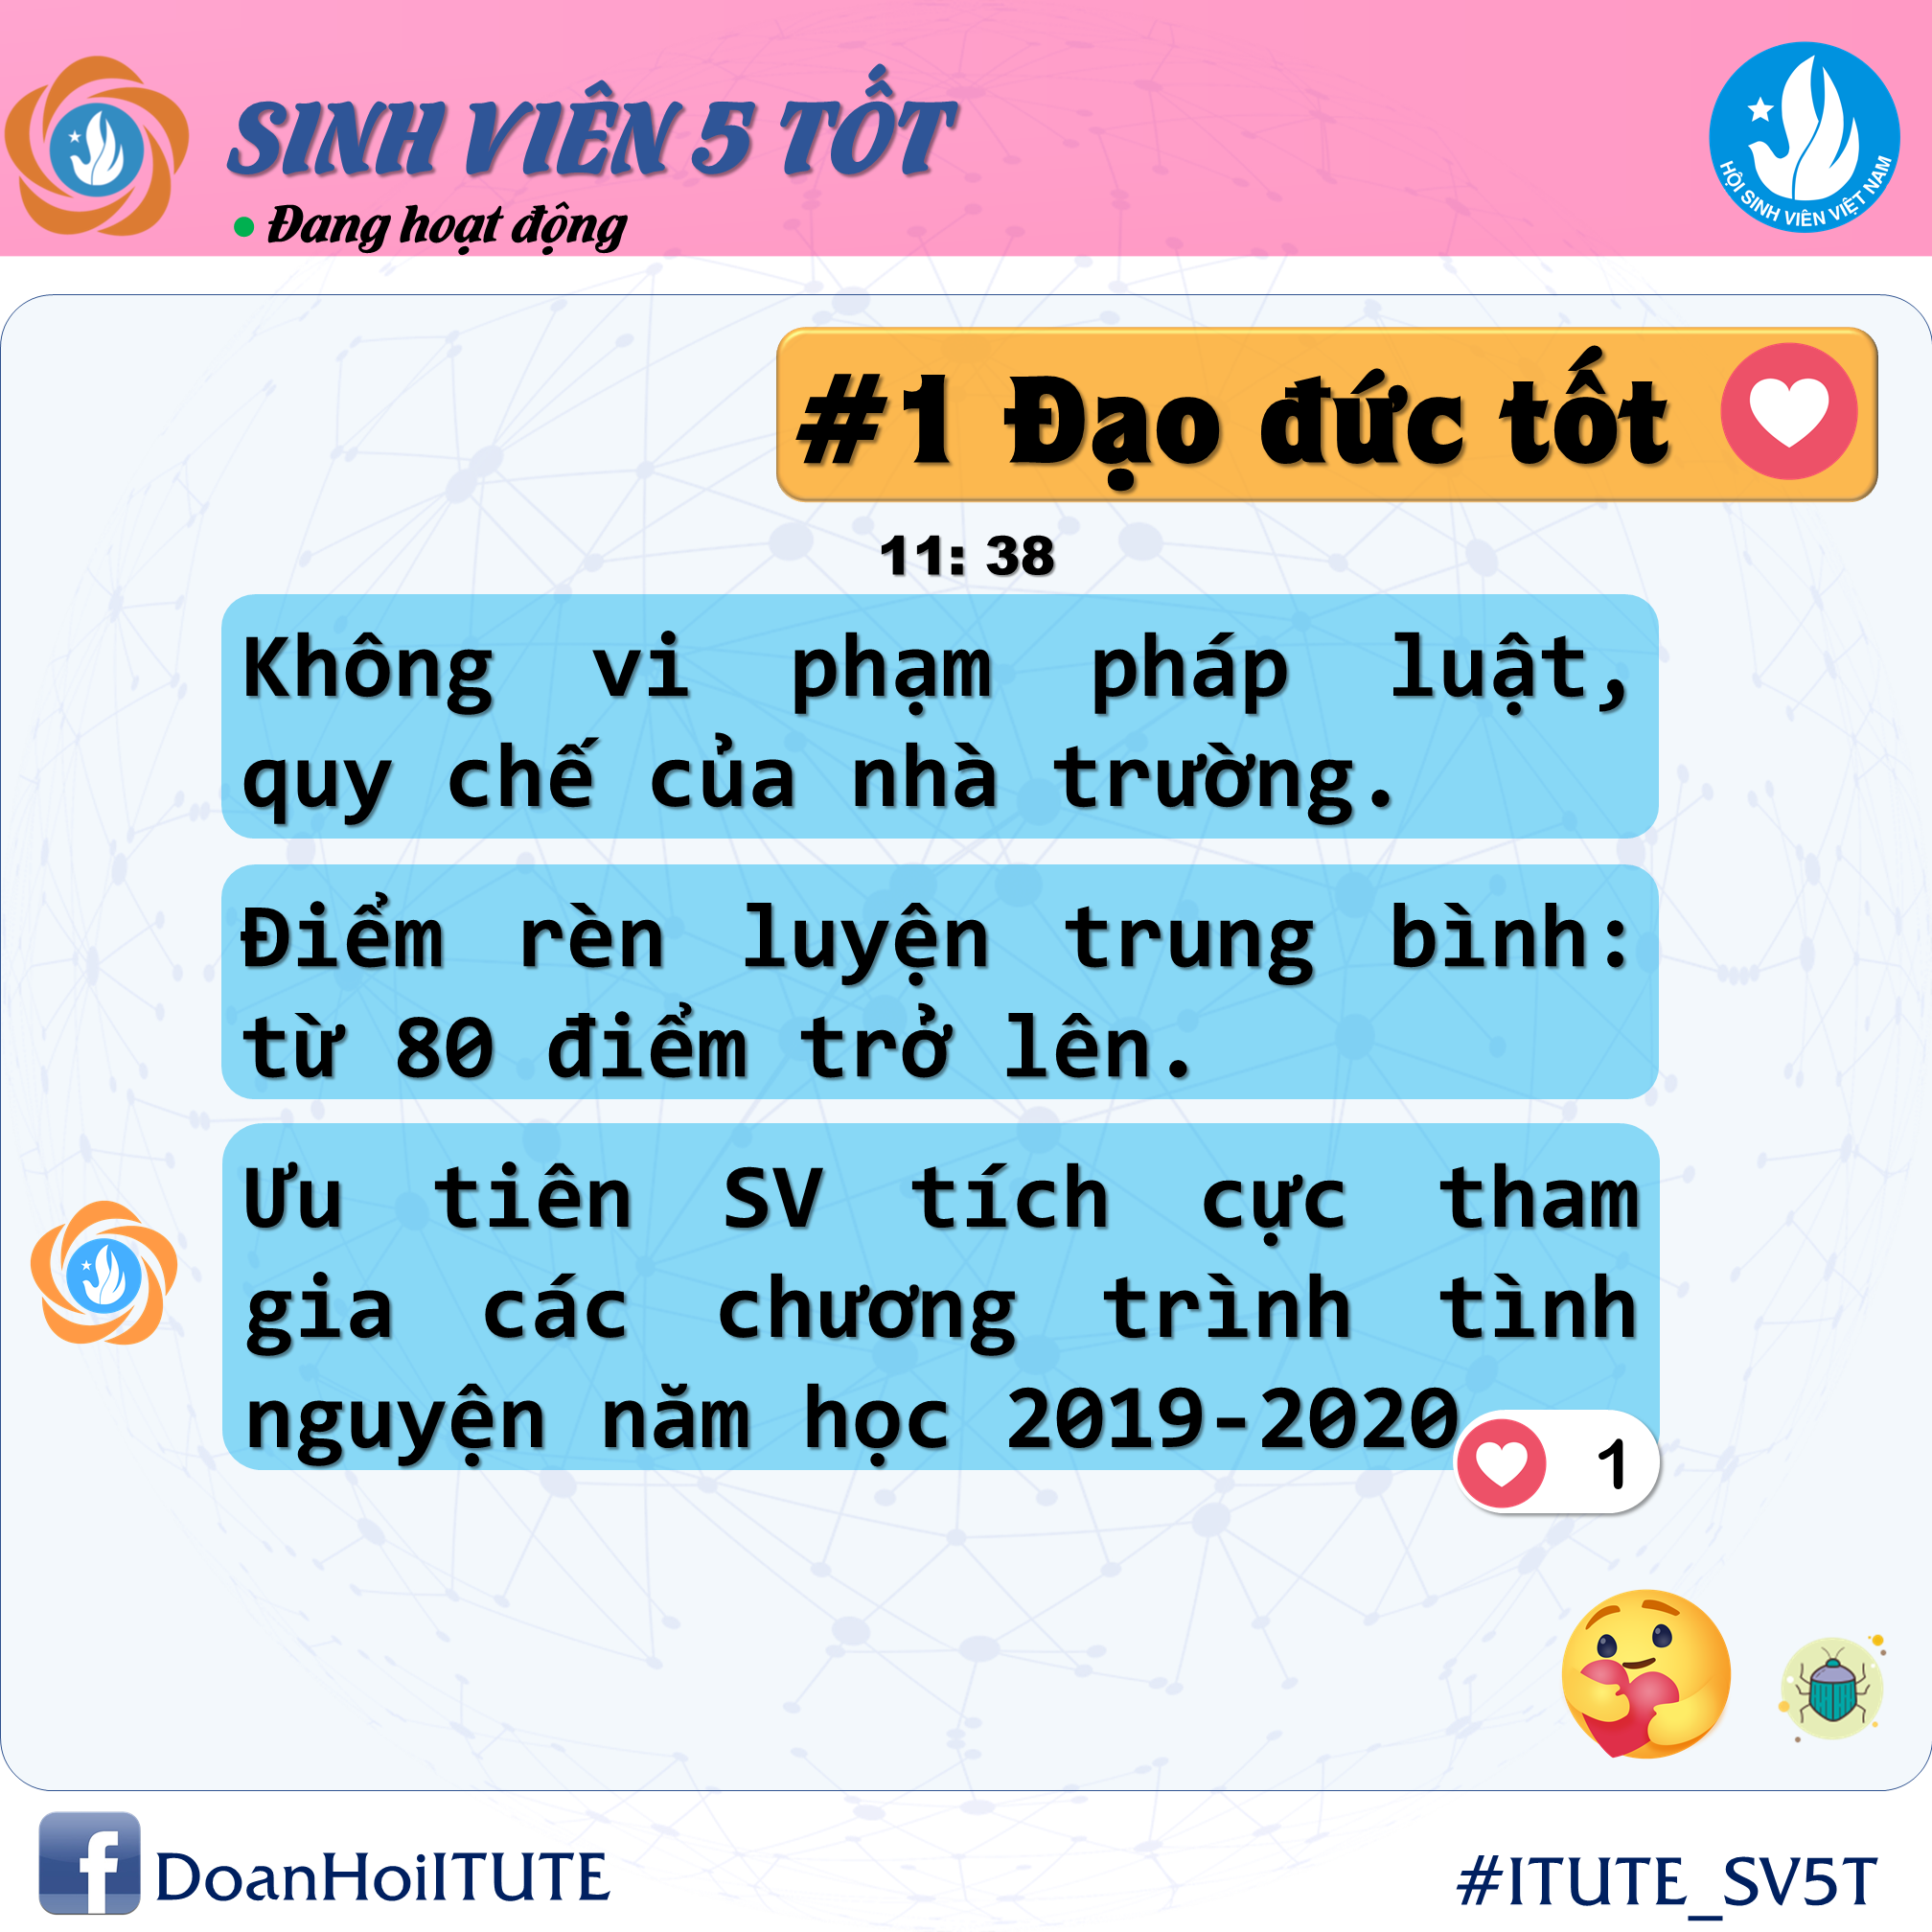 SINH VIÊN 5 TỐT
Đang hoạt động
HỘI SINH VIÊN VIỆT NAM
#1 Đạo đức tốt
11: 38
Không vi phạm pháp luật,
quy chế của nhà trường.
Điểm rèn luyện trung bình:
từ 80 điểm trở lên.
Ưu tiên SV tích cực tham
gia các chương trình tình
nguyện năm học 2019-2020
1
DoanHoiITUTE
#ITUTE_SV5T